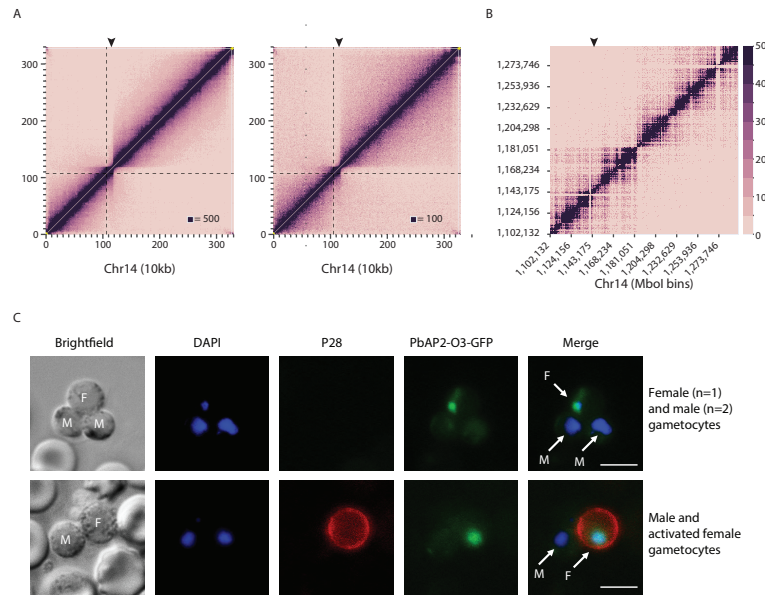 A
B
300
200
100
0
= 500
0 100 200 300
Chr14 (10kb)
300
200
100
0
= 100
0 100 200 300
Chr14 (10kb)
1,273,746
1,253,936
1,232,629
1,204,298
1,181,051
1,168,234
1,143,175
1,124,156
1,102,132
1,102,132 1,124,156 1,143,175 1,168,234 1,181,051 1,204,298 1,232,629 1,253,936 1,273,746
Chr14 (MboI bins)
50
40
30
20
10
0
C
Brightfield DAPI P28 PbAP2-O3-GFP Merge
F
M M
F
M M
Female (n=1)
and male (n=2)
gametocytes
F
M
M F
Male and
activated female
gametocytes